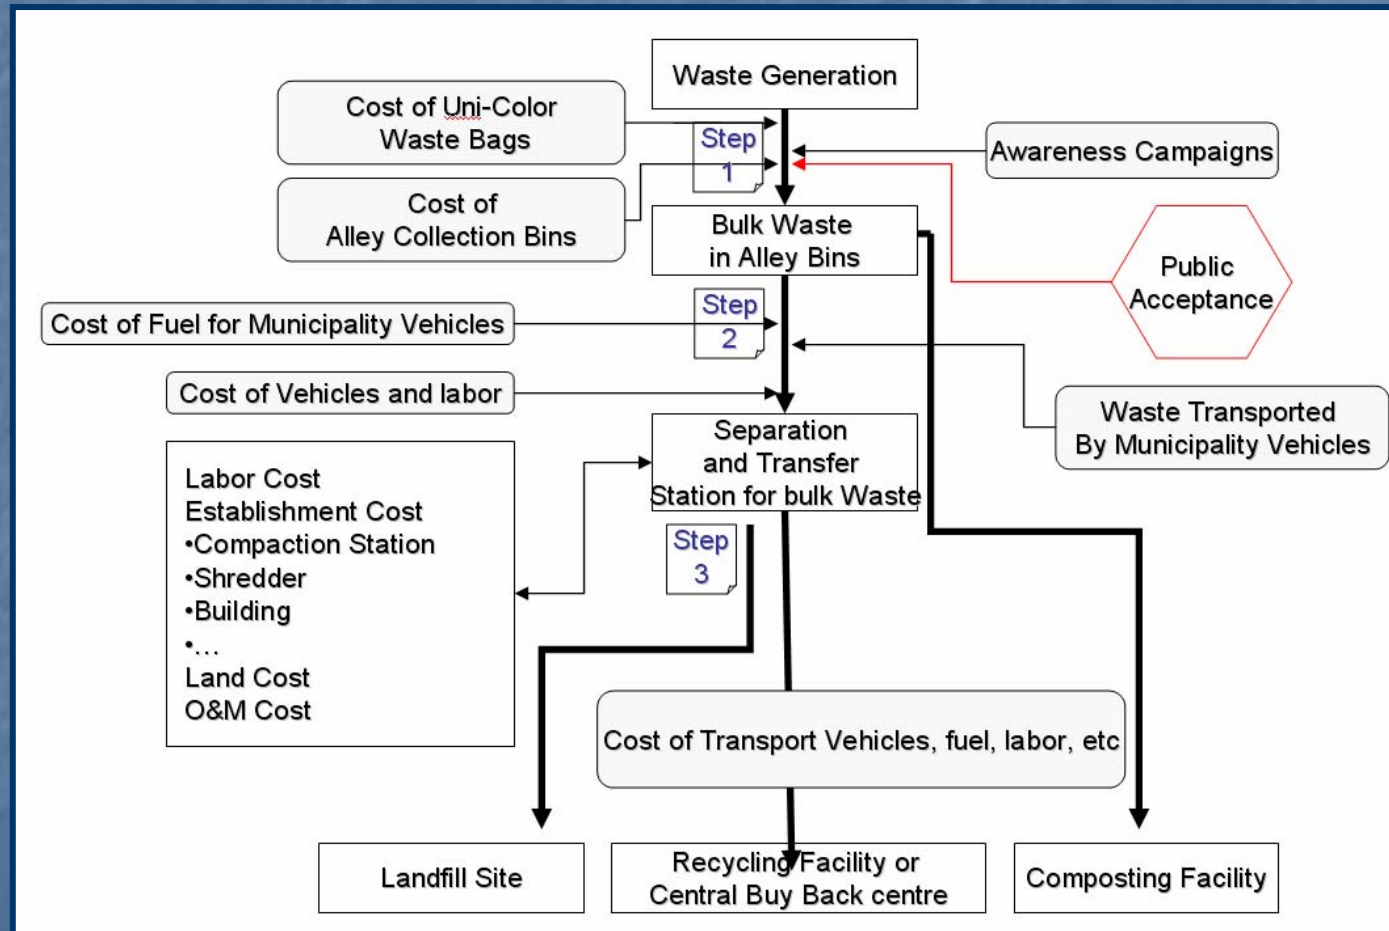 Waste Generation
Cost of Uni-Color
Waste Bags
Step
1
Awareness Campaigns
Cost of
Alley Collection Bins
Bulk Waste
in Alley Bins
Public
Acceptance
Cost of Fuel for Municipality Vehicles
Step
2
Cost of Vehicles and labor
Waste Transported
By Municipality Vehicles
Separation
and Transfer
Station for bulk Waste
Labor Cost
Establishment Cost
•Compaction Station
•Shredder
•Building
•…
Land Cost
O&M Cost
Step
3
Cost of Transport Vehicles, fuel, labor, etc
Landfill Site
Recycling Facility or
Central Buy Back centre
Composting Facility